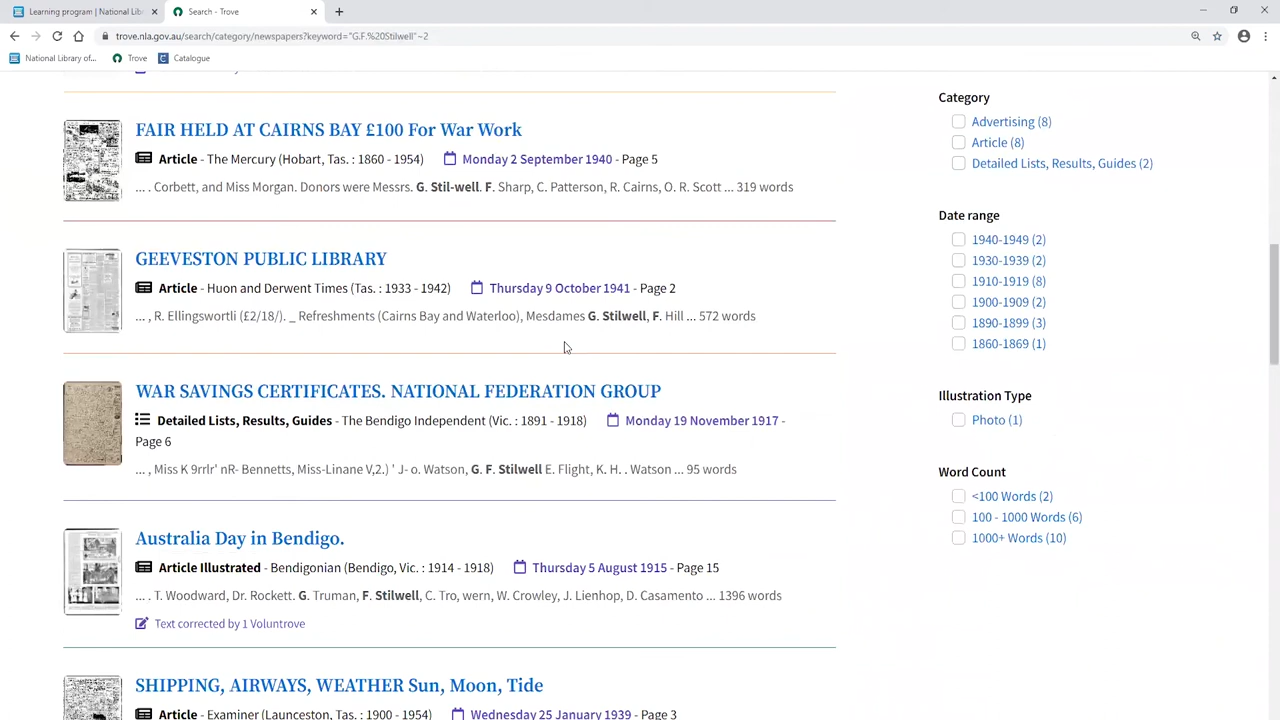 Learning program | National Lib
Search - Trove
trove.nla.gov.au/search/category/newspapers?keyword="G.F.%20Stilwell"~2
National Library of...
Trove
Catalogue
FAIR HELD AT CAIRNS BAY £100 For War Work
Article - The Mercury (Hobart, Tas. : 1860 - 1954) Monday 2 September 1940 - Page 5
... . Corbett, and Miss Morgan. Donors were Messrs. G. Stil-well. F. Sharp, C. Patterson, R. Cairns, O. R. Scott ... 319 words
GEEVESTON PUBLIC LIBRARY
Article - Huon and Derwent Times (Tas. : 1933 - 1942) Thursday 9 October 1941 - Page 2
... , R. Ellingswortli (£2/18/). _ Refreshments (Cairns Bay and Waterloo), Mesdames G. Stilwell, F. Hill ... 572 words
WAR SAVINGS CERTIFICATES. NATIONAL FEDERATION GROUP
Detailed Lists, Results, Guides - The Bendigo Independent (Vic. : 1891 - 1918) Monday 19 November 1917 -
Page 6
... , Miss K 9rrlr' nR- Bennetts, Miss-Linane V,2.) ' J- o. Watson, G. F. Stilwell E. Flight, K. H. . Watson ... 95 words
Australia Day in Bendigo.
Article Illustrated - Bendigonian (Bendigo, Vic. : 1914 - 1918) Thursday 5 August 1915 - Page 15
... . T. Woodward, Dr. Rockett. G. Truman, F. Stilwell, C. Tro, wern, W. Crowley, J. Lienhop, D. Casamento ... 1396 words
Text corrected by 1 Voluntrove
SHIPPING, AIRWAYS, WEATHER Sun, Moon, Tide
Article - Examiner (Launceston, Tas. : 1900 - 1954) Wednesday 25 January 1939 - Page 3
Category
Advertising (8)
Article (8)
Detailed Lists, Results, Guides (2)
Date range
1940-1949 (2)
1930-1939 (2)
1910-1919 (8)
1900-1909 (2)
1890-1899 (3)
1860-1869 (1)
Illustration Type
Photo (1)
Word Count
<100 Words (2)
100 - 1000 Words (6)
1000+ Words (10)